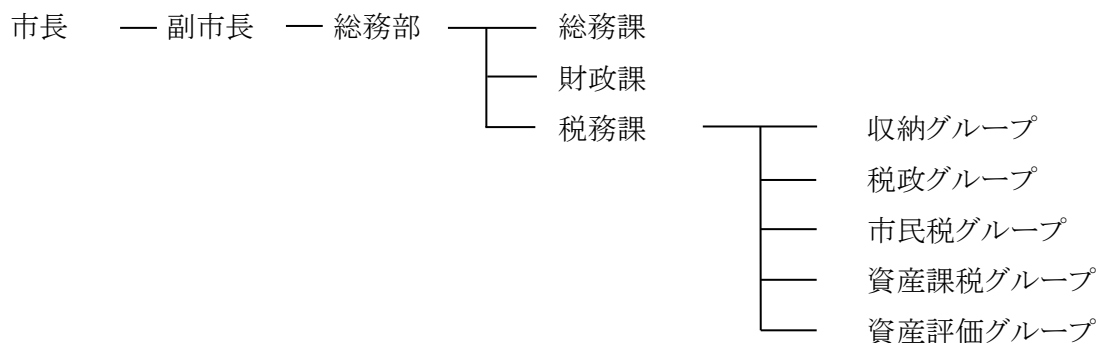 市長 副市長 総務部 総務課
財政課
税務課 収納グループ
税政グループ
市民税グループ
資産課税グループ
資産評価グループ